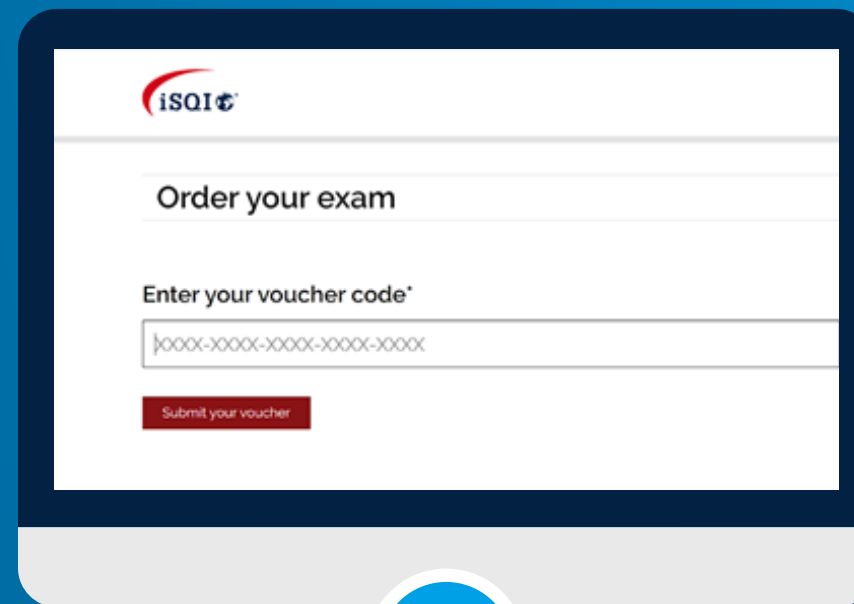 iSQI
Order your exam
Enter your voucher code*
XXXX-XXXX-XXXX-XXXX-XXXX
Submit your voucher